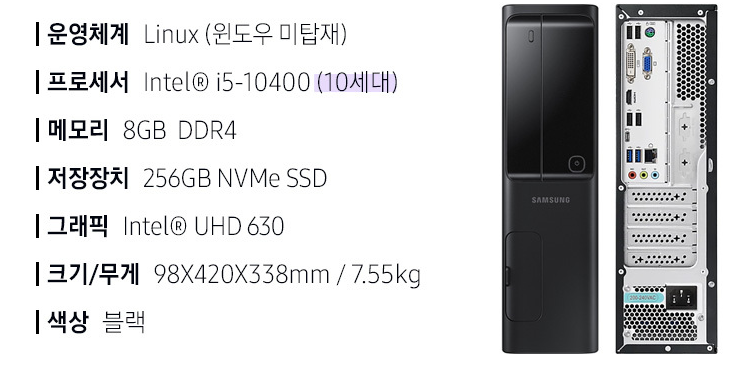 운영체계 Linux (윈도우 미탑재)
프로세서 Intel® i5-10400 (10세대)
메모리 8GB DDR4
저장장치 256GB NVMe SSD
그래픽 Intel® UHD 630
크기/무게 98X420X338mm / 7.55kg
색상 블랙
SAMSUNG
200-240VAC